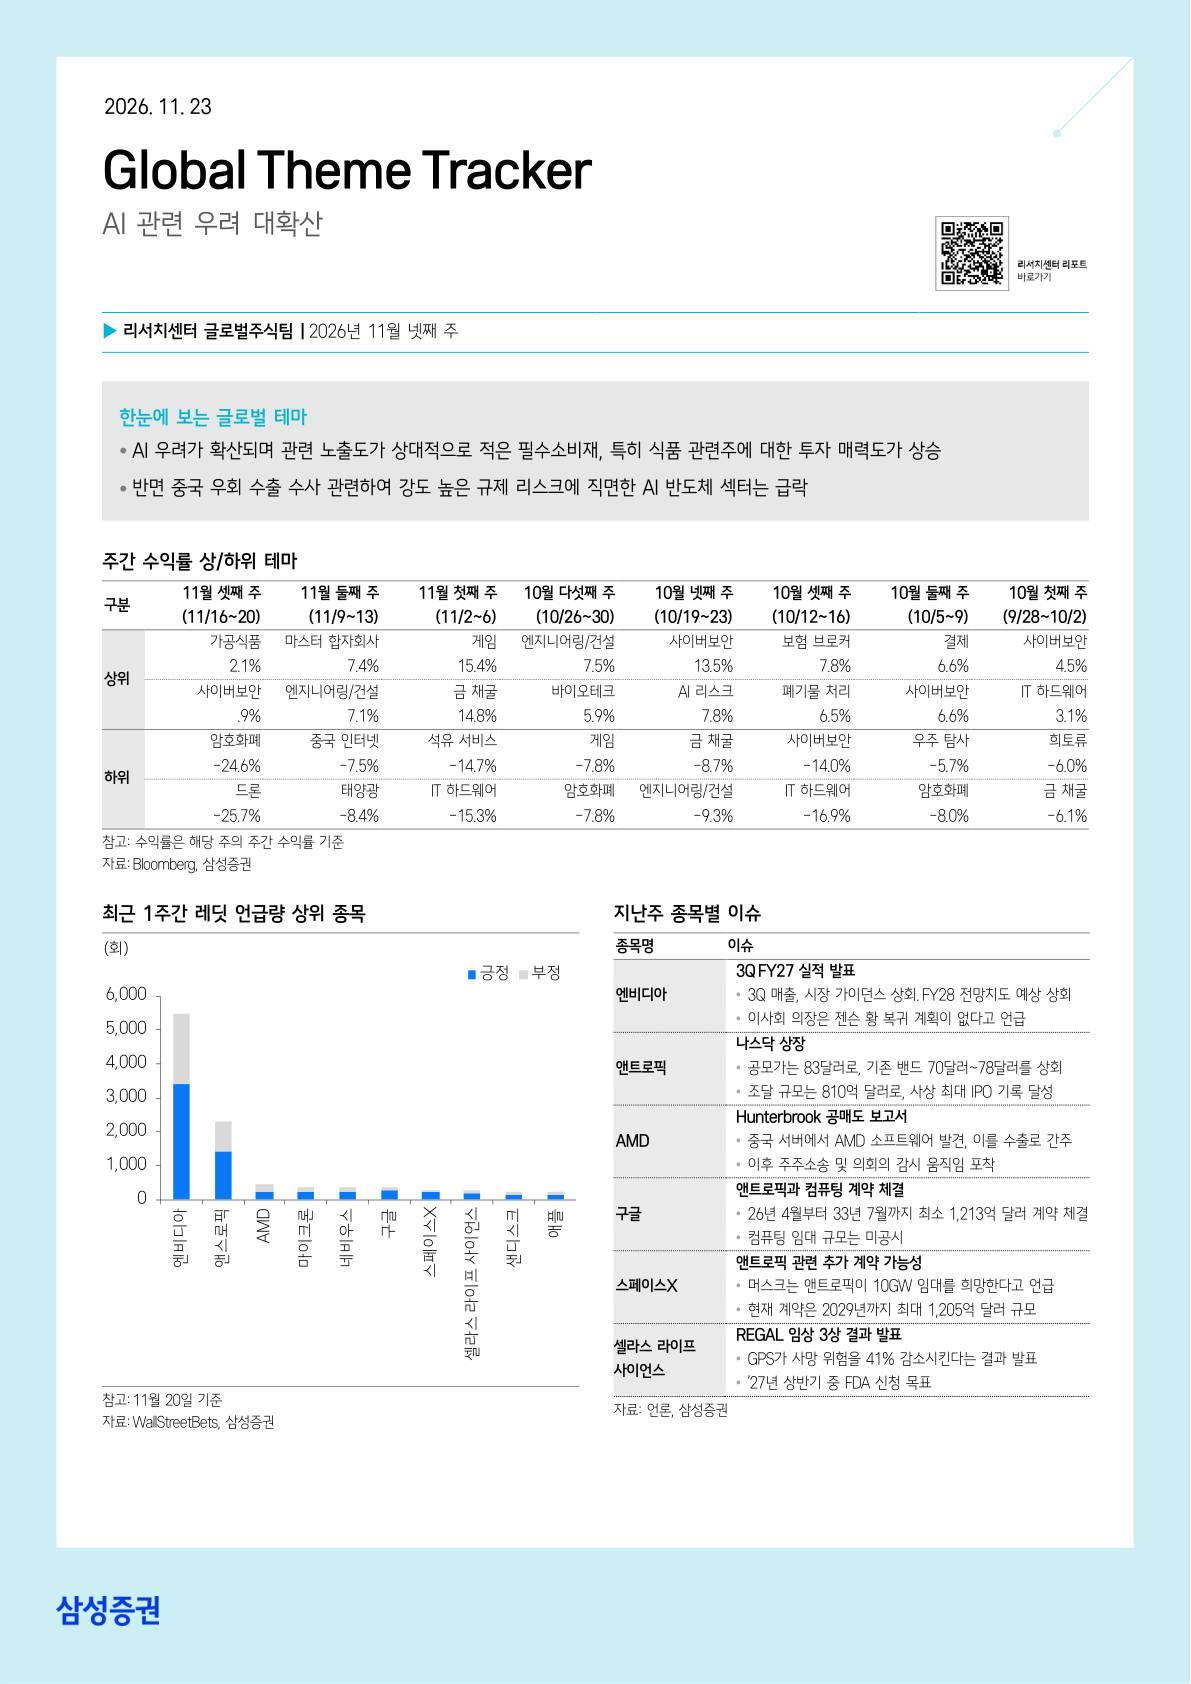 2026. 11. 23
Global Theme Tracker
AI 관련 우려 대확산
리서치센터 리포트
바로가기
▶ 리서치센터 글로벌주식팀 | 2026년 11월 넷째 주
한눈에 보는 글로벌 테마
• AI 우려가 확산되며 관련 노출도가 상대적으로 적은 필수소비재, 특히 식품 관련주에 대한 투자 매력도가 상승
• 반면 중국 우회 수출 수사 관련하여 강도 높은 규제 리스크에 직면한 AI 반도체 섹터는 급락
주간 수익률 상/하위 테마
구분 11월 셋째 주 11월 둘째 주 11월 첫째 주 10월 다섯째 주 10월 넷째 주 10월 셋째 주 10월 둘째 주 10월 첫째 주
(11/16~20) (11/9~13) (11/2~6) (10/26~30) (10/19~23) (10/12~16) (10/5~9) (9/28~10/2)
상위 가공식품 마스터 합자회사 게임 엔지니어링/건설 사이버보안 보험 브로커 결제 사이버보안
2.1% 7.4% 15.4% 7.5% 13.5% 7.8% 6.6% 4.5%
사이버보안 엔지니어링/건설 금 채굴 바이오테크 AI 리스크 폐기물 처리 사이버보안 IT 하드웨어
.9% 7.1% 14.8% 5.9% 7.8% 6.5% 6.6% 3.1%
하위 암호화폐 중국 인터넷 석유 서비스 게임 금 채굴 사이버보안 우주 탐사 희토류
-24.6% -7.5% -14.7% -7.8% -8.7% -14.0% -5.7% -6.0%
드론 태양광 IT 하드웨어 암호화폐 엔지니어링/건설 IT 하드웨어 암호화폐 금 채굴
-25.7% -8.4% -15.3% -7.8% -9.3% -16.9% -8.0% -6.1%
참고: 수익률은 해당 주의 주간 수익률 기준
자료: Bloomberg, 삼성증권
최근 1주간 레딧 언급량 상위 종목
(회)
긍정 부정
6,000
5,000
4,000
3,000
2,000
1,000
0
엔비디아
앤스로픽
AMD
마이크론
네비우스
구글
스페이스X
셀라스 라이프 사이언스
샌디스크
애플
참고: 11월 20일 기준
자료: WallStreetBets, 삼성증권
지난주 종목별 이슈
종목명 이슈
엔비디아
3Q FY27 실적 발표
• 3Q 매출, 시장 가이던스 상회. FY28 전망치도 예상 상회
• 이사회 의장은 젠슨 황 복귀 계획이 없다고 언급
앤트로픽
나스닥 상장
• 공모가는 83달러로, 기존 밴드 70달러~78달러를 상회
• 조달 규모는 810억 달러로, 사상 최대 IPO 기록 달성
AMD
Hunterbrook 공매도 보고서
• 중국 서버에서 AMD 소프트웨어 발견, 이를 수출로 간주
• 이후 주주소송 및 의회의 감시 움직임 포착
구글
앤트로픽과 컴퓨팅 계약 체결
• 26년 4월부터 33년 7월까지 최소 1,213억 달러 계약 체결
• 컴퓨팅 임대 규모는 미공시
스페이스X
앤트로픽 관련 추가 계약 가능성
• 머스크는 앤트로픽이 10GW 임대를 희망한다고 언급
• 현재 계약은 2029년까지 최대 1,205억 달러 규모
셀라스 라이프
사이언스
REGAL 임상 3상 결과 발표
• GPS가 사망 위험을 41% 감소시킨다는 결과 발표
• '27년 상반기 중 FDA 신청 목표
자료: 언론, 삼성증권
삼성증권